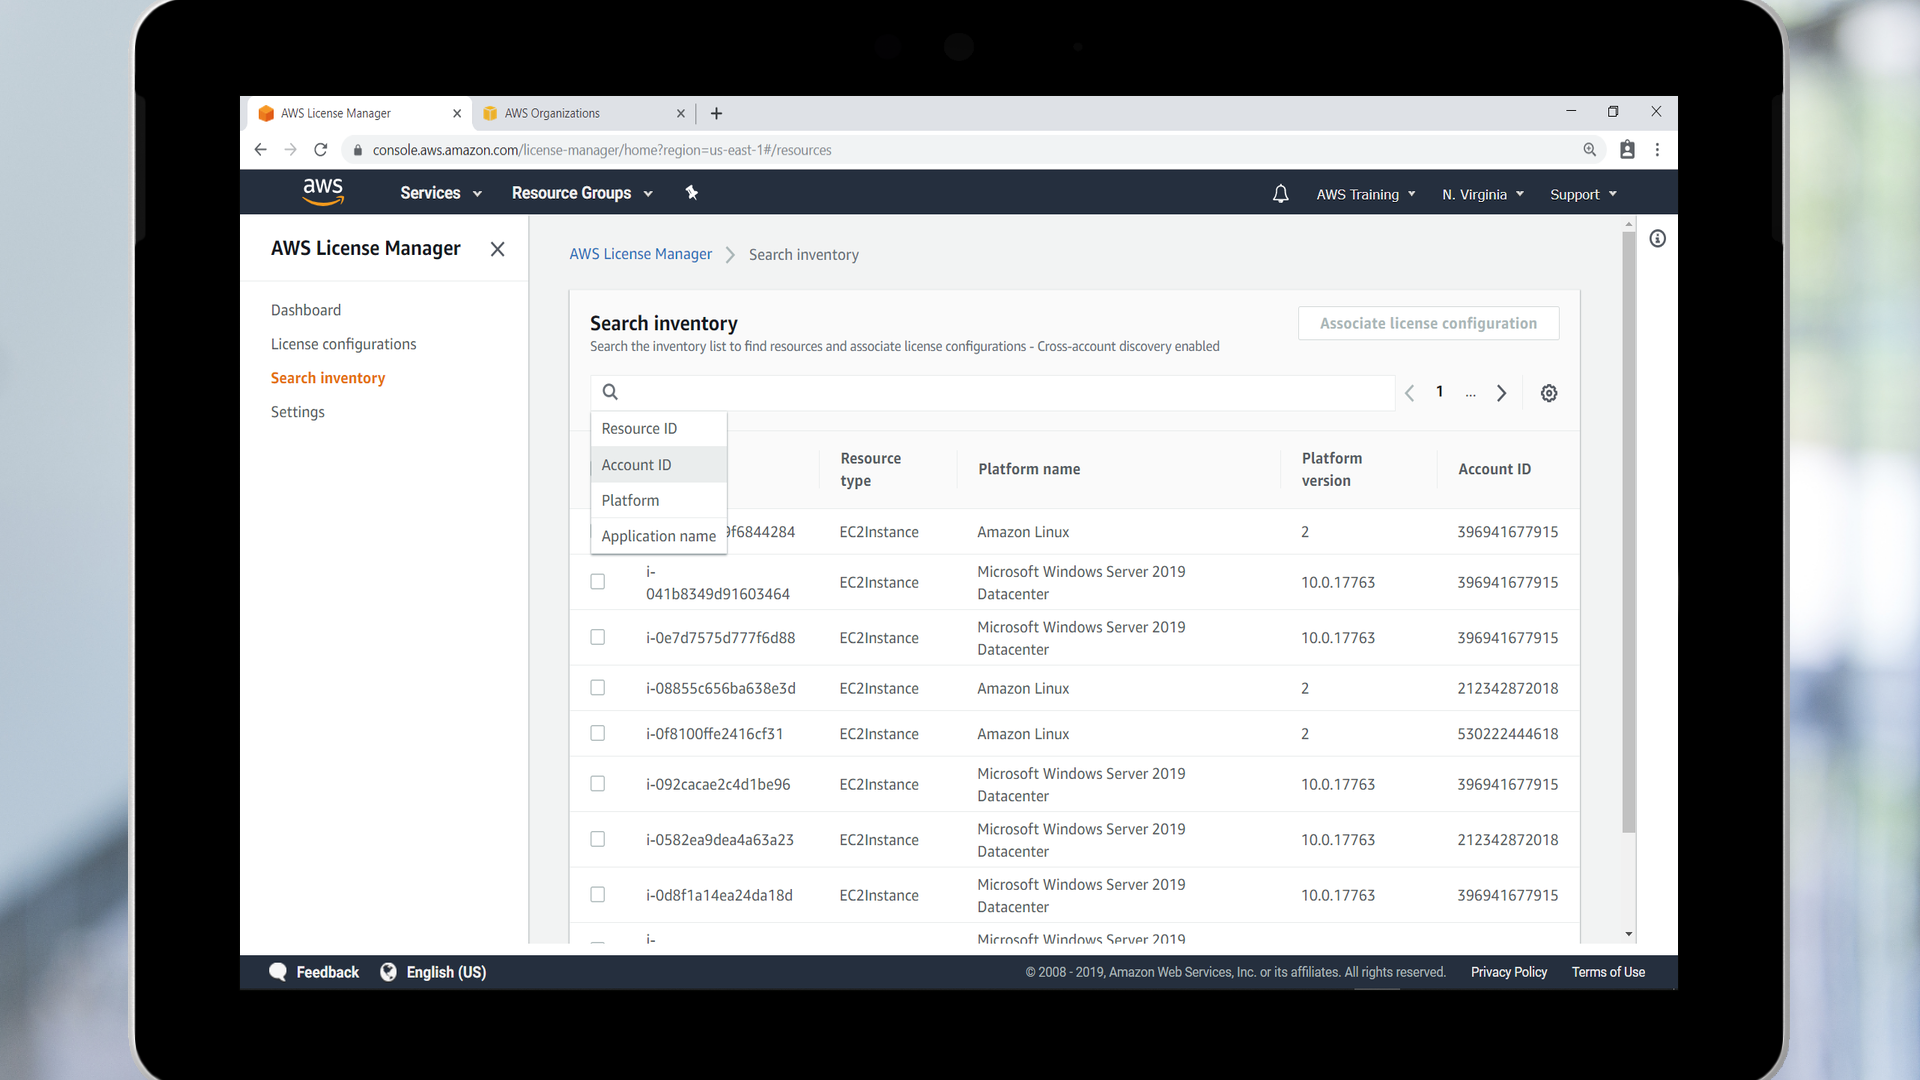 AWS License Manager
AWS Organizations
console.aws.amazon.com/license-manager/home?region=us-east-1#/resources
aws
Services
Resource Groups
AWS Training
N. Virginia
Support
AWS License Manager
Dashboard
License configurations
Search inventory
Settings
AWS License Manager
Search inventory
Search inventory
Search the inventory list to find resources and associate license configurations - Cross-account discovery enabled
Associate license configuration
1 ...
Resource ID
Account ID
Platform
Application name
Resource
type
Platform name
Platform
version
Account ID
9f6844284 EC2Instance Amazon Linux 2 396941677915
i-
041b8349d91603464 EC2Instance Microsoft Windows Server 2019
Datacenter 10.0.17763 396941677915
i-0e7d7575d777f6d88 EC2Instance Microsoft Windows Server 2019
Datacenter 10.0.17763 396941677915
i-08855c656ba638e3d EC2Instance Amazon Linux 2 212342872018
i-0f8100ffe2416cf31 EC2Instance Amazon Linux 2 530222444618
i-092cacae2c4d1be96 EC2Instance Microsoft Windows Server 2019
Datacenter 10.0.17763 396941677915
i-0582ea9dea4a63a23 EC2Instance Microsoft Windows Server 2019
Datacenter 10.0.17763 212342872018
i-0d8f1a14ea24da18d EC2Instance Microsoft Windows Server 2019
Datacenter 10.0.17763 396941677915
i- Microsoft Windows Server 2019
Feedback
English (US)
© 2008 - 2019, Amazon Web Services, Inc. or its affiliates. All rights reserved.
Privacy Policy
Terms of Use